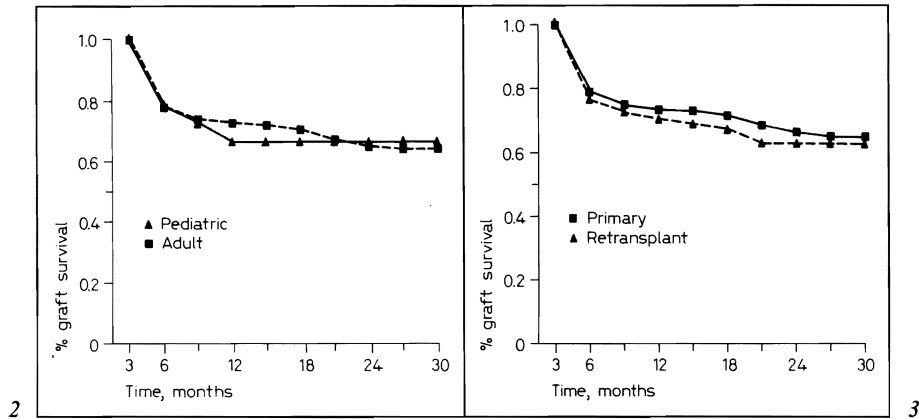 1.0
0.8
0.6
0.4
0.2
0
% graft survival
▲ Pediatric
■ Adult
3 6 12 18 24 30
Time, months
2
1.0
0.8
0.6
0.4
0.2
0
% graft survival
■ Primary
▲ Retransplant
3 6 12 18 24 30
Time, months
3